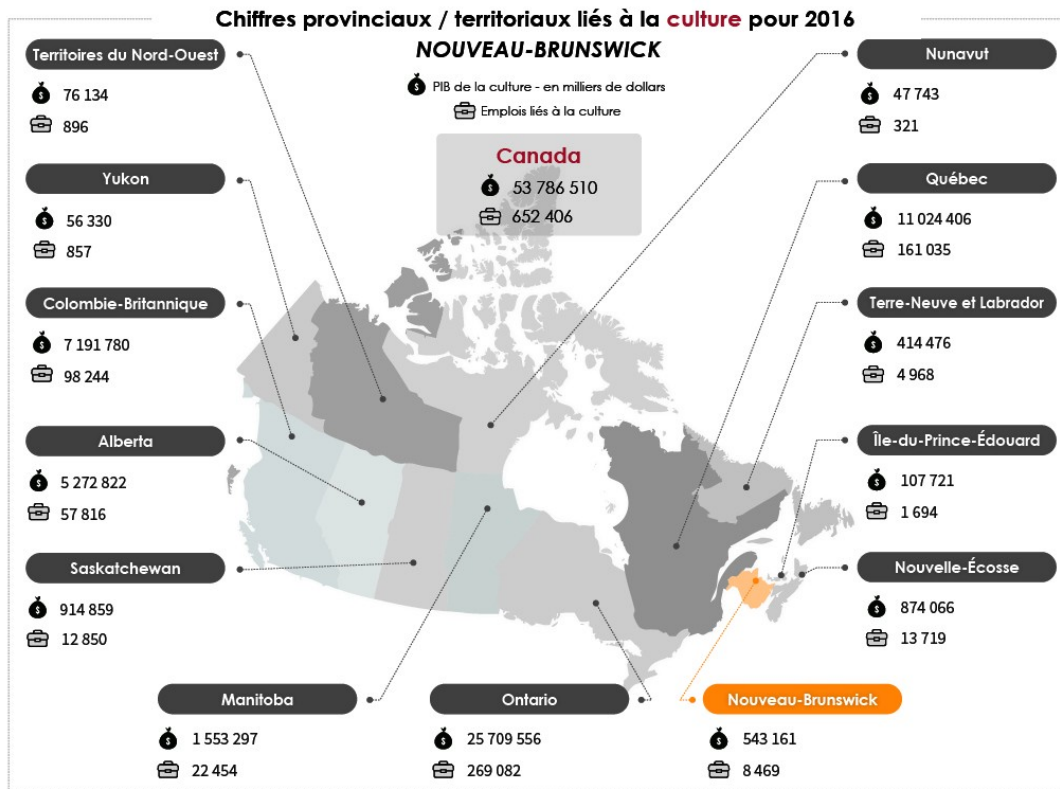 Chiffres provinciaux / territoriaux liés à la culture pour 2016
NOUVEAU-BRUNSWICK
PIB de la culture - en milliers de dollars
Emplois liés à la culture
Canada
53 786 510
652 406
Territoires du Nord-Ouest
76 134
896
Yukon
56 330
857
Colombie-Britannique
7 191 780
98 244
Alberta
5 272 822
57 816
Saskatchewan
914 859
12 850
Manitoba
1 553 297
22 454
Ontario
25 709 556
269 082
Nouveau-Brunswick
543 161
8 469
Nunavut
47 743
321
Québec
11 024 406
161 035
Terre-Neuve et Labrador
414 476
4 968
Île-du-Prince-Édouard
107 721
1 694
Nouvelle-Écosse
874 066
13 719